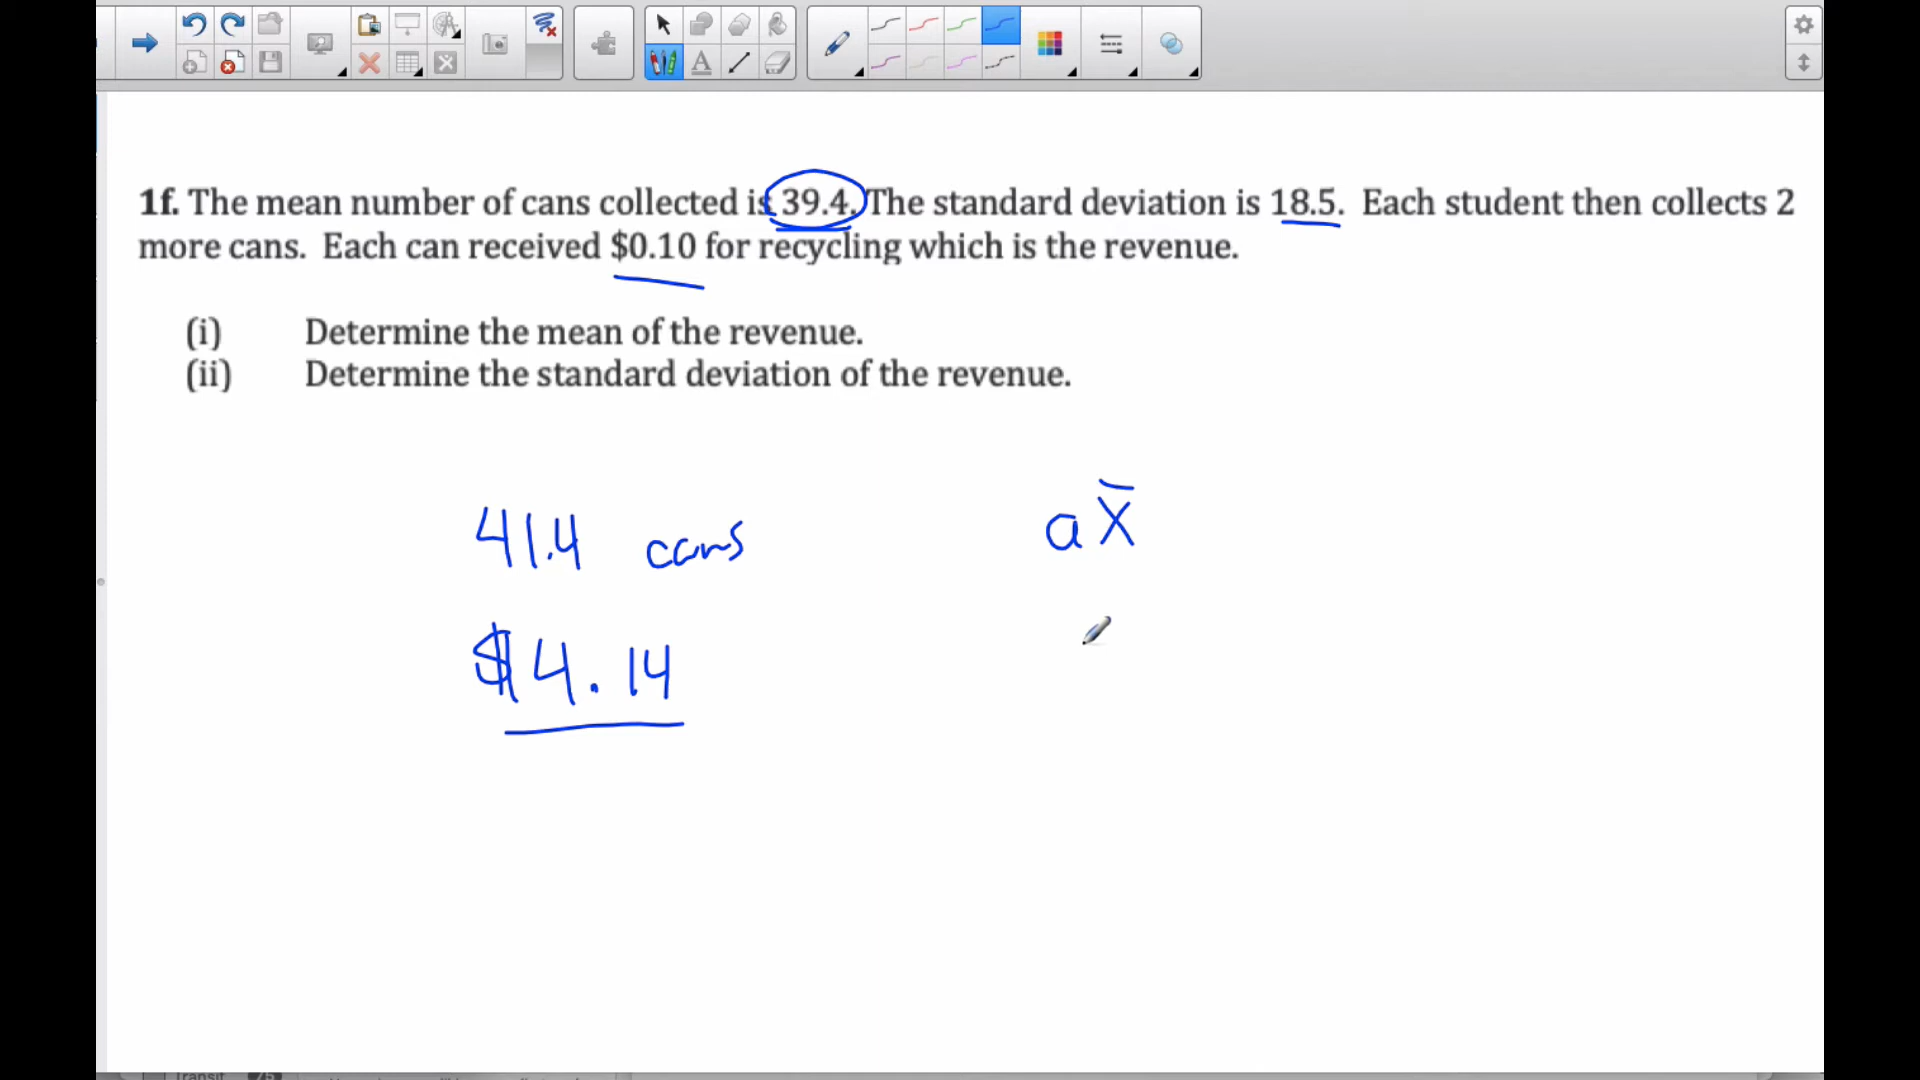 1f. The mean number of cans collected is 39.4. The standard deviation is 18.5. Each student then collects 2
more cans. Each can received $0.10 for recycling which is the revenue.
(i) Determine the mean of the revenue.
(ii) Determine the standard deviation of the revenue.
41.4 cans
a x̄
$4.14